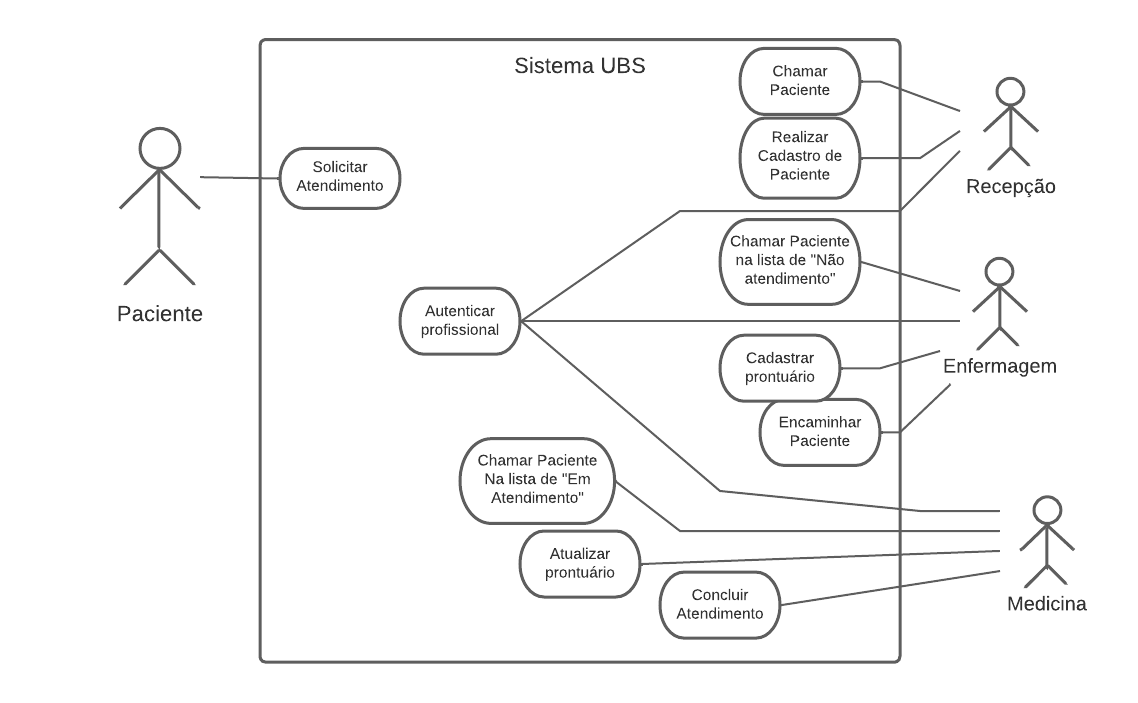 Sistema UBS
Chamar
Paciente
Realizar
Cadastro de
Paciente
Recepção
Solicitar
Atendimento
Paciente
Chamar Paciente
na lista de "Não
atendimento"
Autenticar
profissional
Cadastrar
prontuário
Enfermagem
Encaminhar
Paciente
Chamar Paciente
Na lista de "Em
Atendimento"
Atualizar
prontuário
Concluir
Atendimento
Medicina